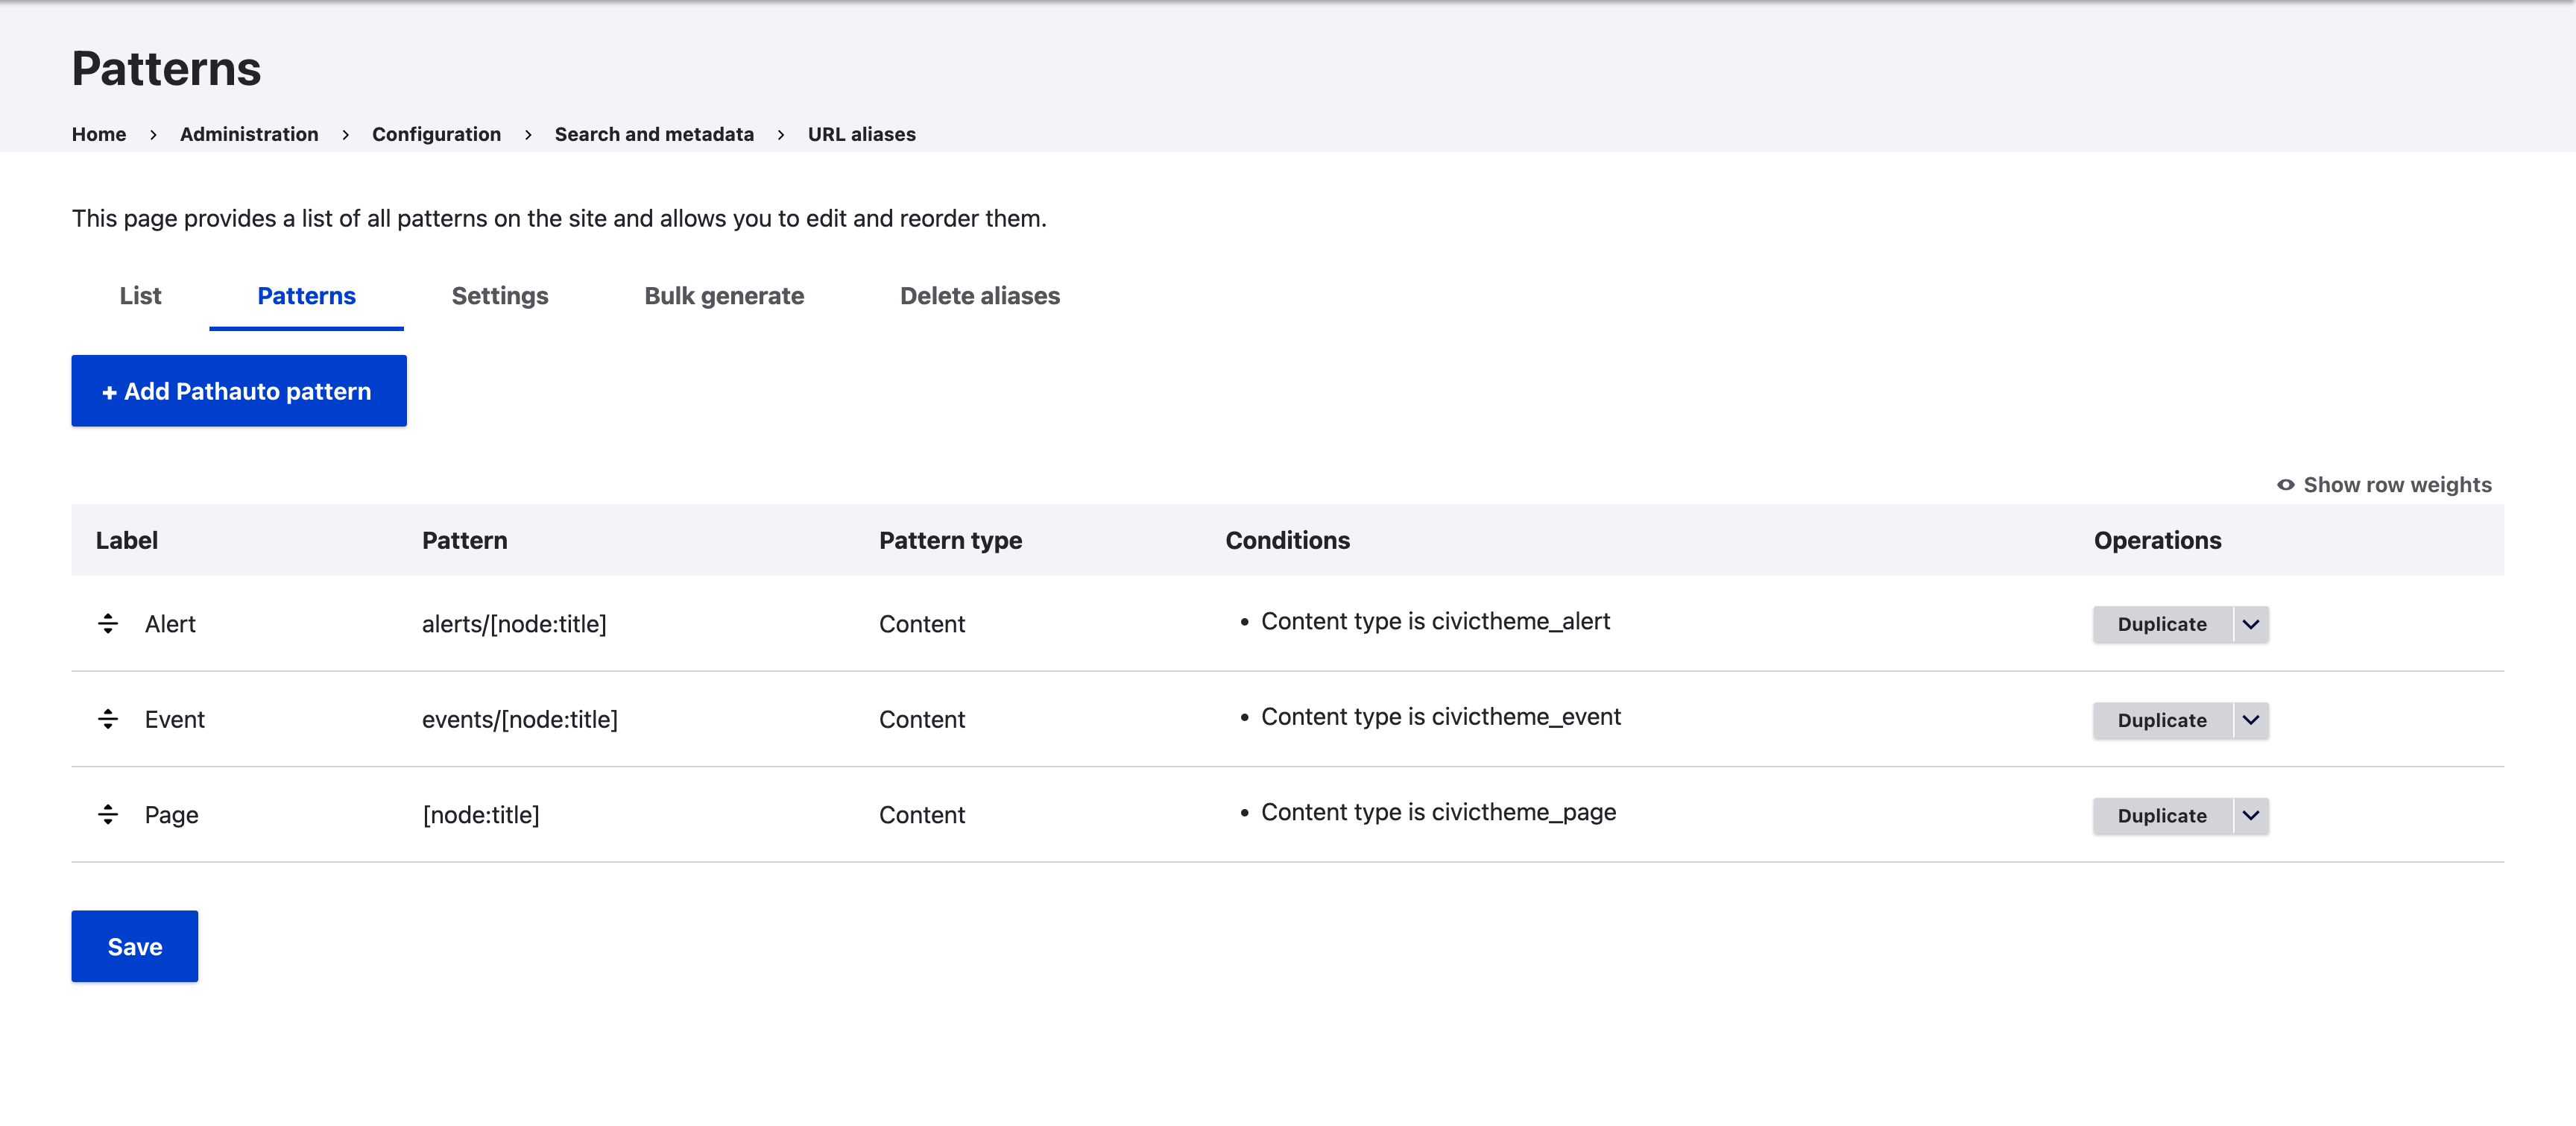 Patterns
Home > Administration > Configuration > Search and metadata > URL aliases
This page provides a list of all patterns on the site and allows you to edit and reorder them.
List Patterns Settings Bulk generate Delete aliases
+ Add Pathauto pattern
Show row weights
Label Pattern Pattern type Conditions Operations
Alert alerts/[node:title] Content • Content type is civictheme_alert Duplicate
Event events/[node:title] Content • Content type is civictheme_event Duplicate
Page [node:title] Content • Content type is civictheme_page Duplicate
Save